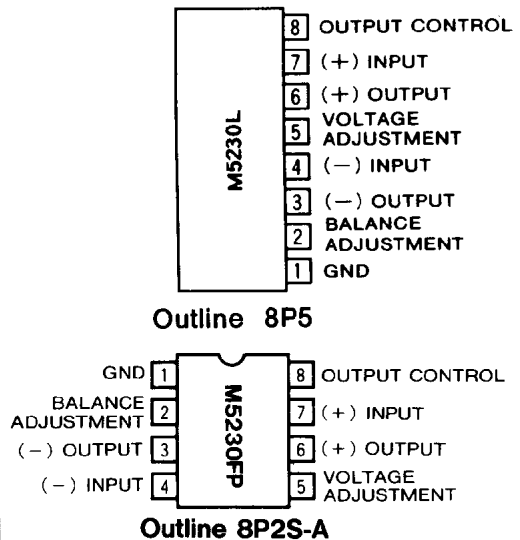 8 OUTPUT CONTROL
7 (+) INPUT
6 (+) OUTPUT
5 VOLTAGE
ADJUSTMENT
4 (−) INPUT
3 (−) OUTPUT
2 BALANCE
ADJUSTMENT
1 GND
M5230L
Outline 8P5
GND 1
BALANCE
ADJUSTMENT 2
(−) OUTPUT 3
(−) INPUT 4
M5230FP
8 OUTPUT CONTROL
7 (+) INPUT
6 (+) OUTPUT
5 VOLTAGE
ADJUSTMENT
Outline 8P2S-A